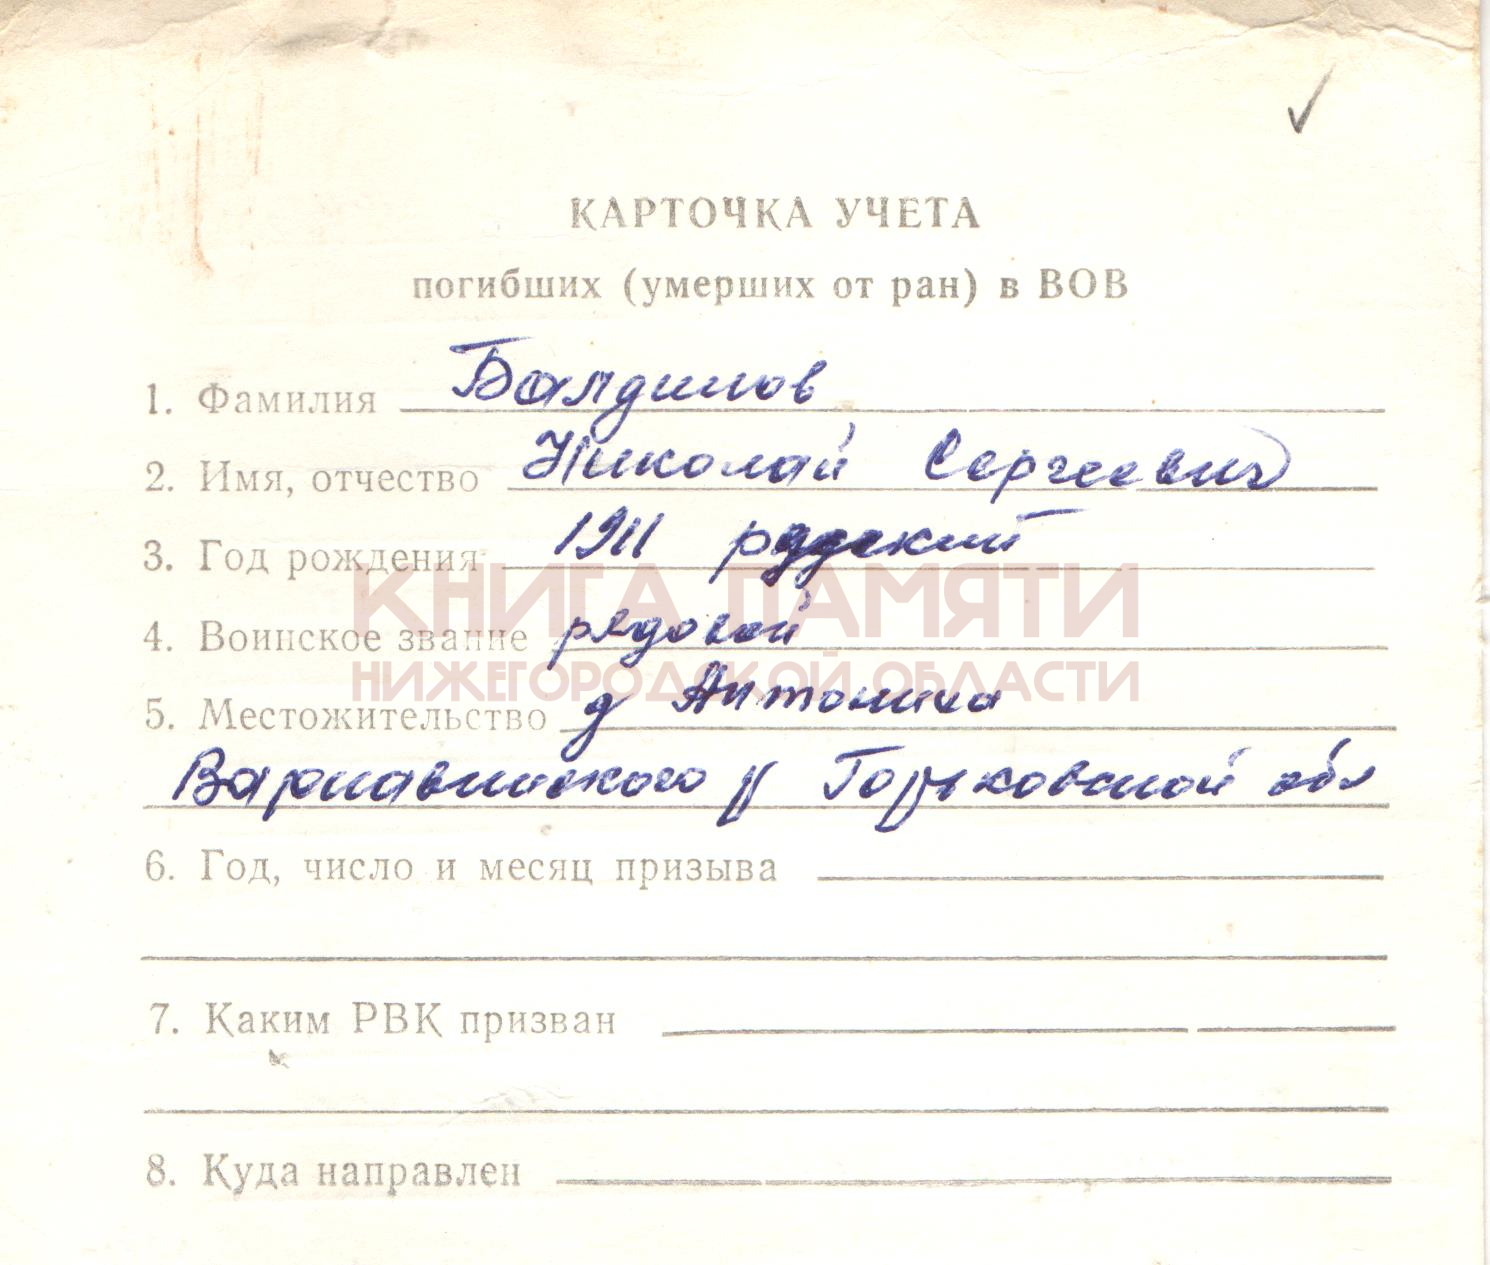 КАРТОЧКА УЧЕТА
погибших (умерших от ран) в ВОВ
1. Фамилия Балдинов
2. Имя, отчество Николай Сергеевич
3. Год рождения 1911 русский
4. Воинское звание рядовой
КНИГА ПАМЯТИ
НИЖЕГОРОДСКОЙ ОБЛАСТИ
5. Местожительство д Антониха
Варнавинского р Горьковской обл
6. Год, число и месяц призыва
7. Каким РВК призван
8. Куда направлен